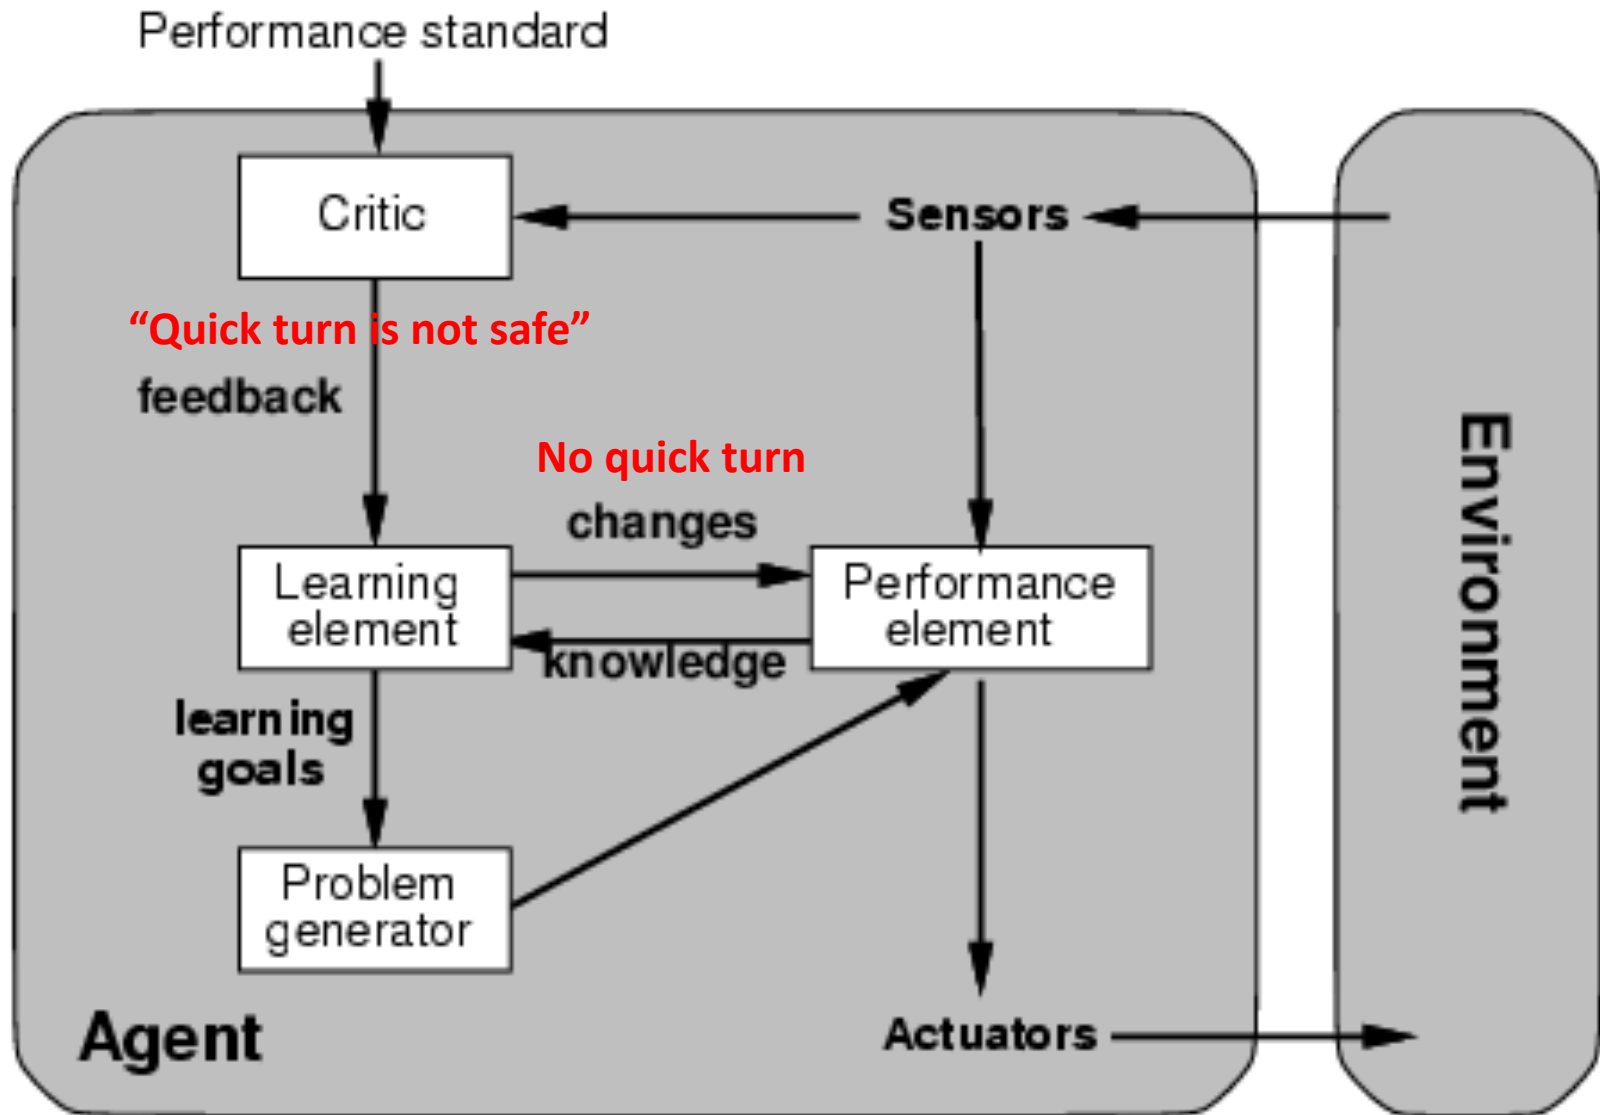 Performance standard
Critic
Sensors
“Quick turn is not safe”
feedback
No quick turn
changes
Learning
element
Performance
element
knowledge
learning
goals
Problem
generator
Agent
Actuators
Environment